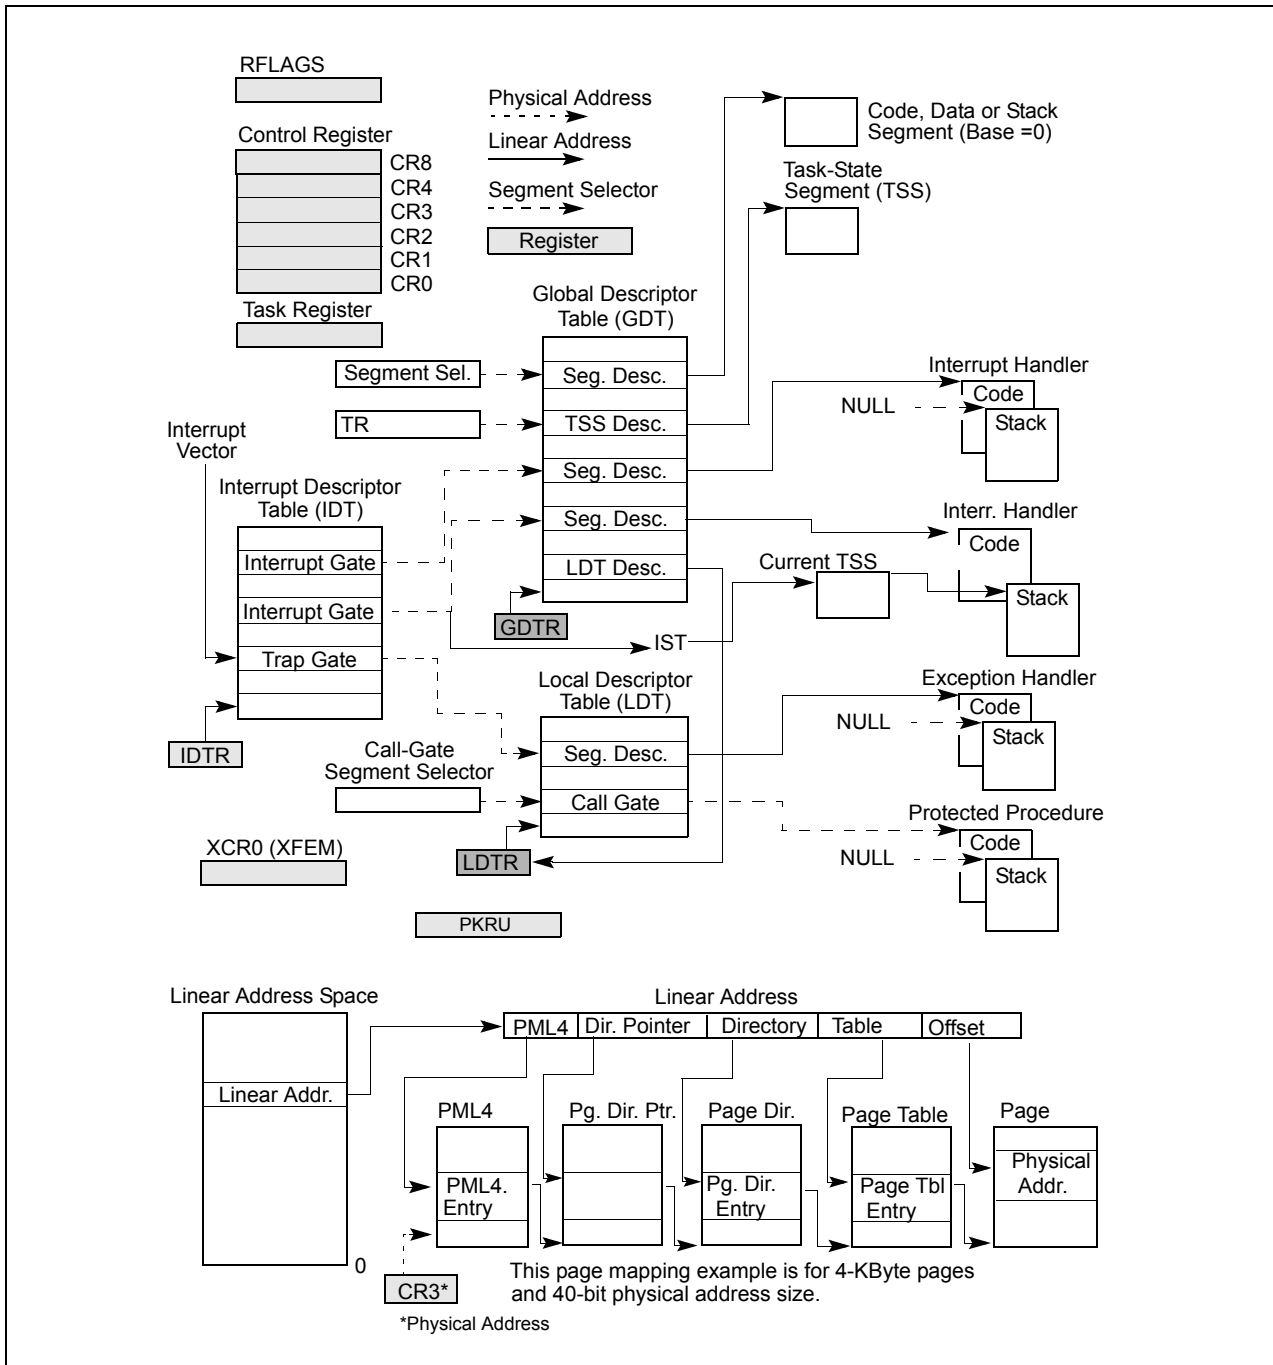 RFLAGS
Control Register
CR8
CR4
CR3
CR2
CR1
CR0
Task Register
Physical Address
Linear Address
Segment Selector
Register
Code, Data or Stack
Segment (Base =0)
Task-State
Segment (TSS)
Global Descriptor
Table (GDT)
Segment Sel.
Seg. Desc.
TR
TSS Desc.
Seg. Desc.
Seg. Desc.
LDT Desc.
GDTR
Interrupt Handler
Code
NULL
Stack
Interrupt
Vector
Interrupt Descriptor
Table (IDT)
Interrupt Gate
Interrupt Gate
Trap Gate
IDTR
Interr. Handler
Code
Current TSS
Stack
IST
Local Descriptor
Table (LDT)
Seg. Desc.
Call-Gate
Segment Selector
Call Gate
LDTR
Exception Handler
Code
NULL
Stack
Protected Procedure
Code
NULL
Stack
XCR0 (XFEM)
PKRU
Linear Address Space
Linear Addr.
0
Linear Address
PML4
Dir. Pointer
Directory
Table
Offset
PML4
Pg. Dir. Ptr.
Page Dir.
Page Table
Page
PML4.
Entry
Pg. Dir.
Entry
Page Tbl
Entry
Physical
Addr.
CR3*
*Physical Address
This page mapping example is for 4-KByte pages
and 40-bit physical address size.